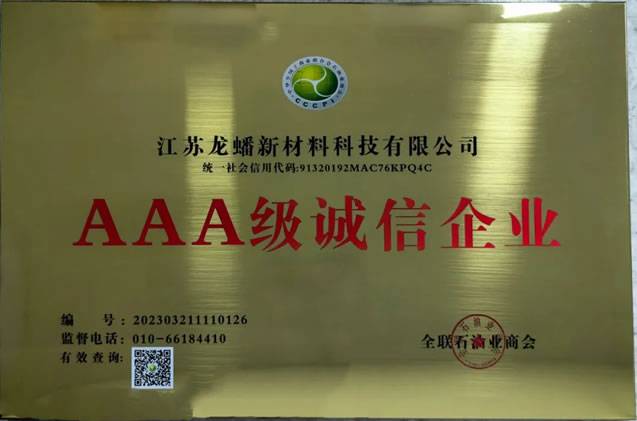 CCCPI
江苏龙蟠新材料科技有限公司
统一社会信用代码:91320192MAC76KPQ4C
AAA级诚信企业
编 号:202303211110126
监督电话:010-66184410
有效查询:
全联石油业商会